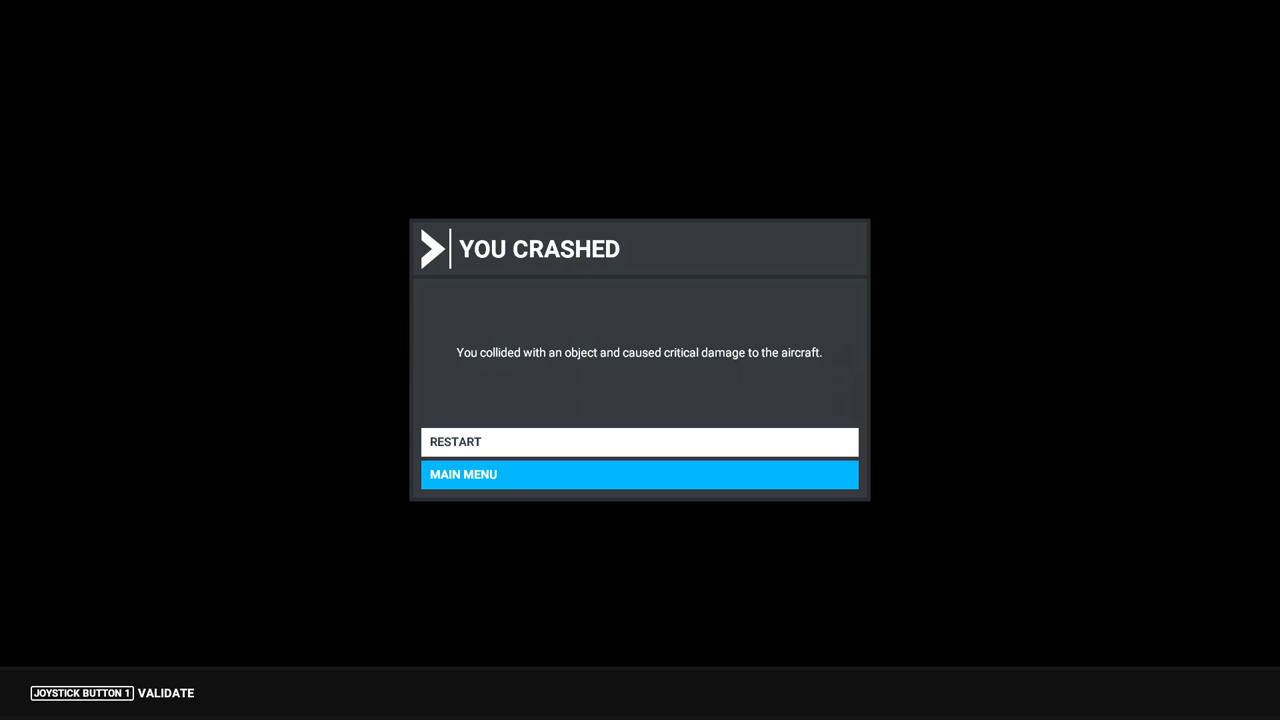 YOU CRASHED
You collided with an object and caused critical damage to the aircraft.
RESTART
MAIN MENU
JOYSTICK BUTTON 1 VALIDATE